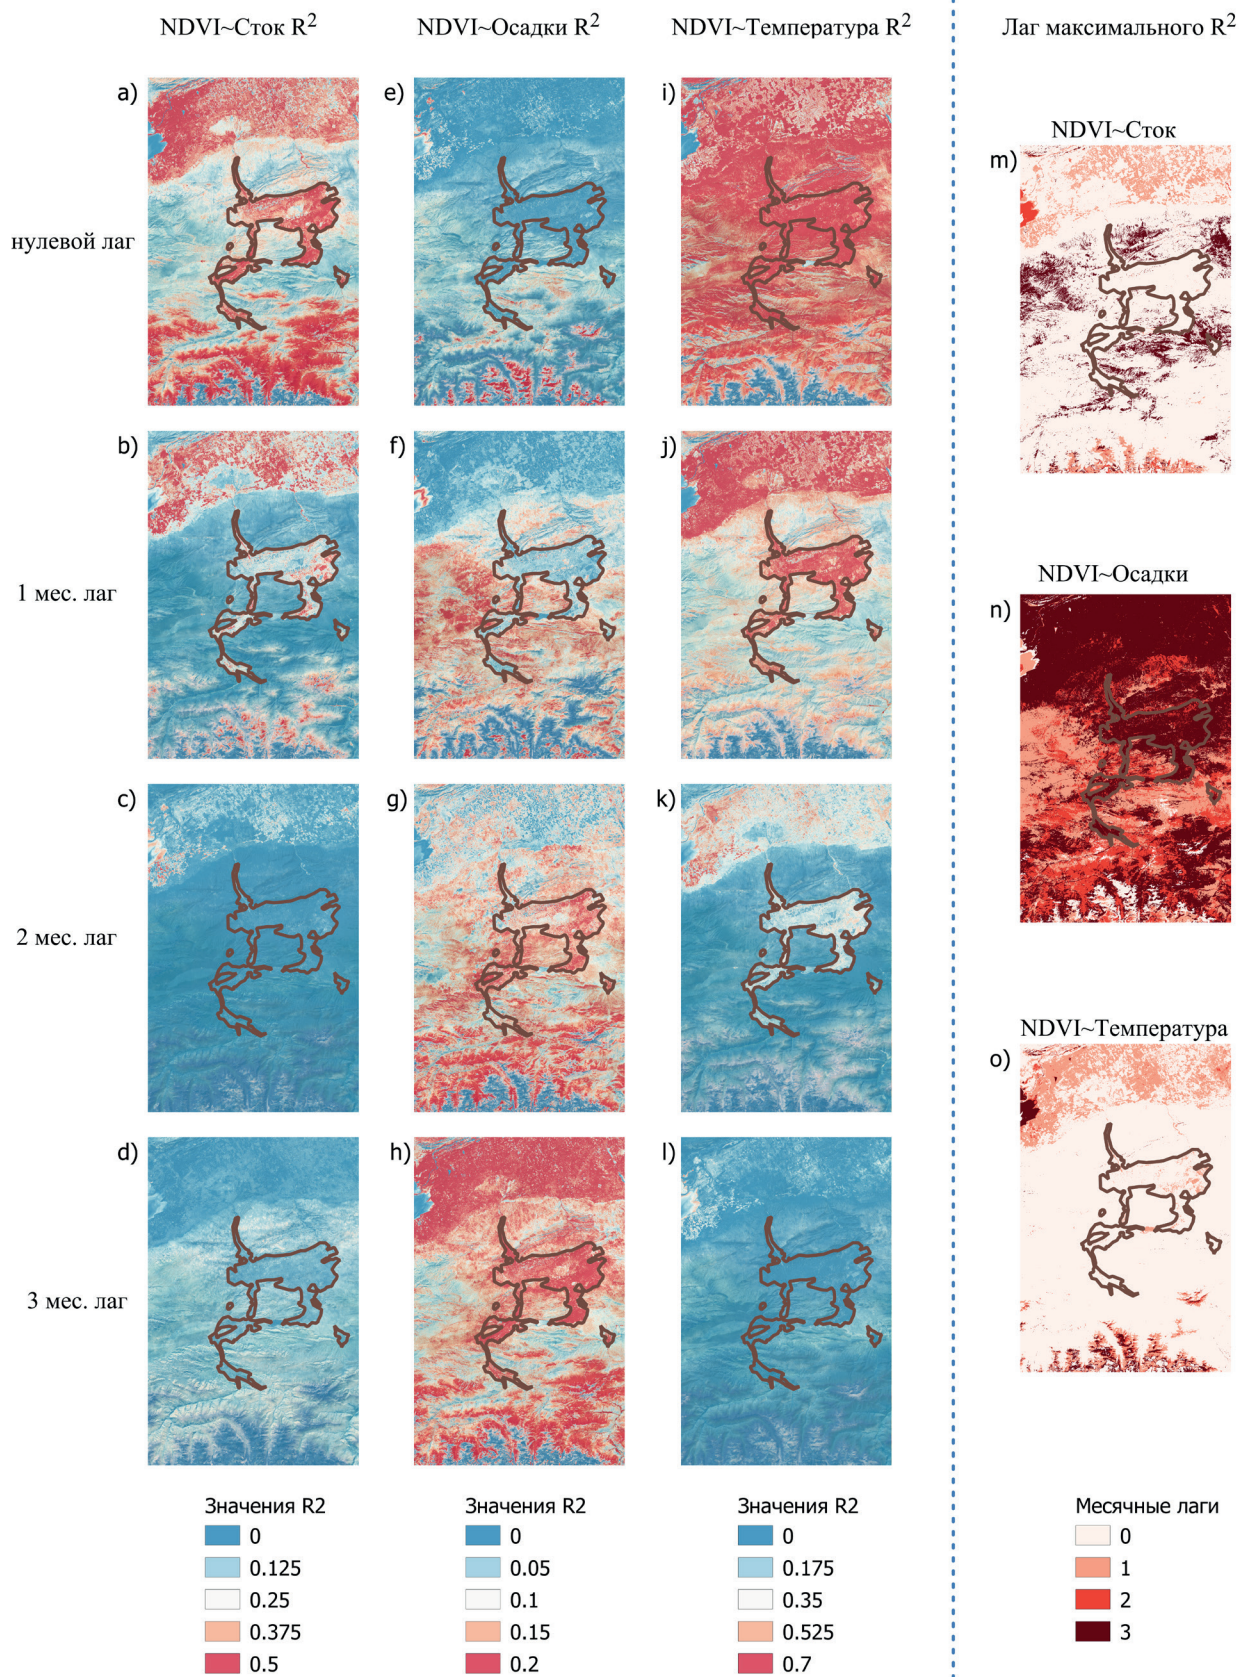 NDVI~Сток R²
NDVI~Осадки R²
NDVI~Температура R²
Лаг максимального R²
a)
e)
i)
NDVI~Сток
m)
нулевой лаг
b)
f)
j)
NDVI~Осадки
1 мес. лаг
n)
c)
g)
k)
2 мес. лаг
NDVI~Температура
o)
d)
h)
l)
3 мес. лаг
Значения R2
0
0.125
0.25
0.375
0.5
Значения R2
0
0.05
0.1
0.15
0.2
Значения R2
0
0.175
0.35
0.525
0.7
Месячные лаги
0
1
2
3